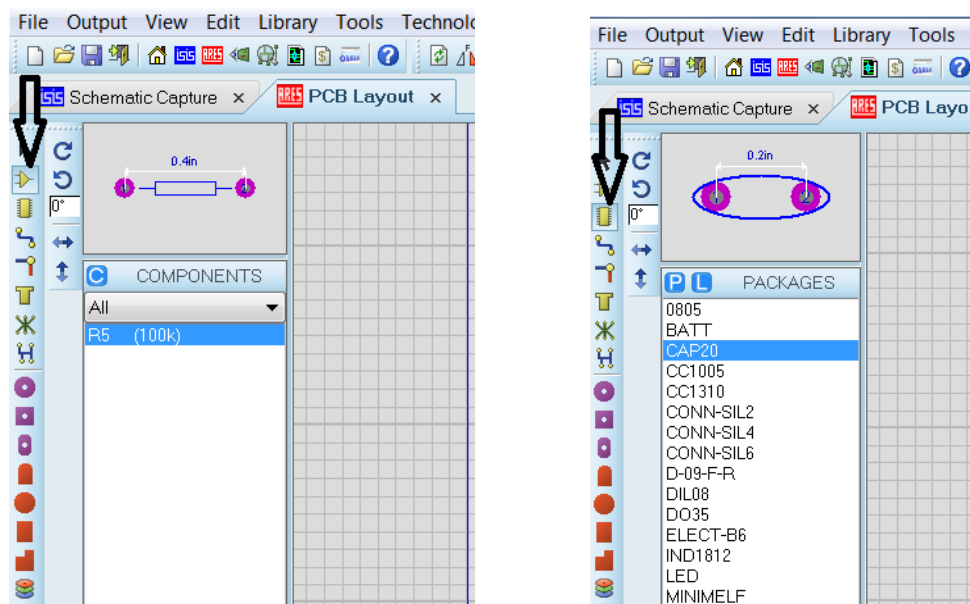 File Output View Edit Library Tools Technolo
ISIS ARES $ ?
ISIS Schematic Capture x ARES PCB Layout x
0.4in
1 2
0°
C COMPONENTS
All
R5 (100k)
File Output View Edit Library Tools
ISIS ARES $ ?
ISIS Schematic Capture x ARES PCB Layo
0.2in
1 2
0°
P L PACKAGES
0805
BATT
CAP20
CC1005
CC1310
CONN-SIL2
CONN-SIL4
CONN-SIL6
D-09-F-R
DIL08
DO35
ELECT-B6
IND1812
LED
MINIMELF